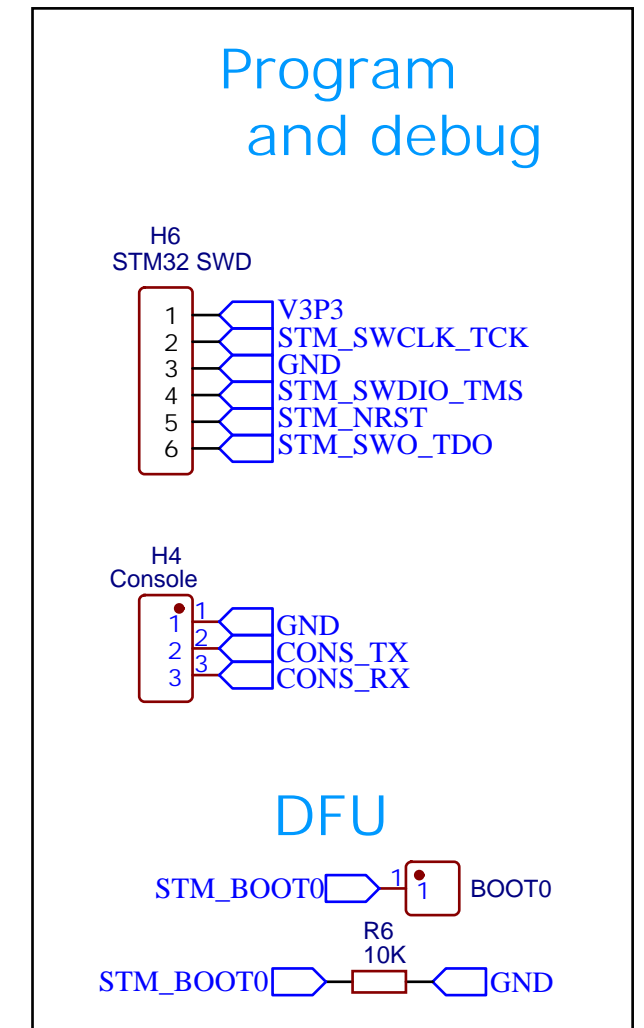 Program
and debug
H6
STM32 SWD
1 V3P3
2 STM_SWCLK_TCK
3 GND
4 STM_SWDIO_TMS
5 STM_NRST
6 STM_SWO_TDO
H4
Console
1 1 GND
2 2 CONS_TX
3 3 CONS_RX
DFU
STM_BOOT0 1 1 BOOT0
R6
10K
STM_BOOT0 GND